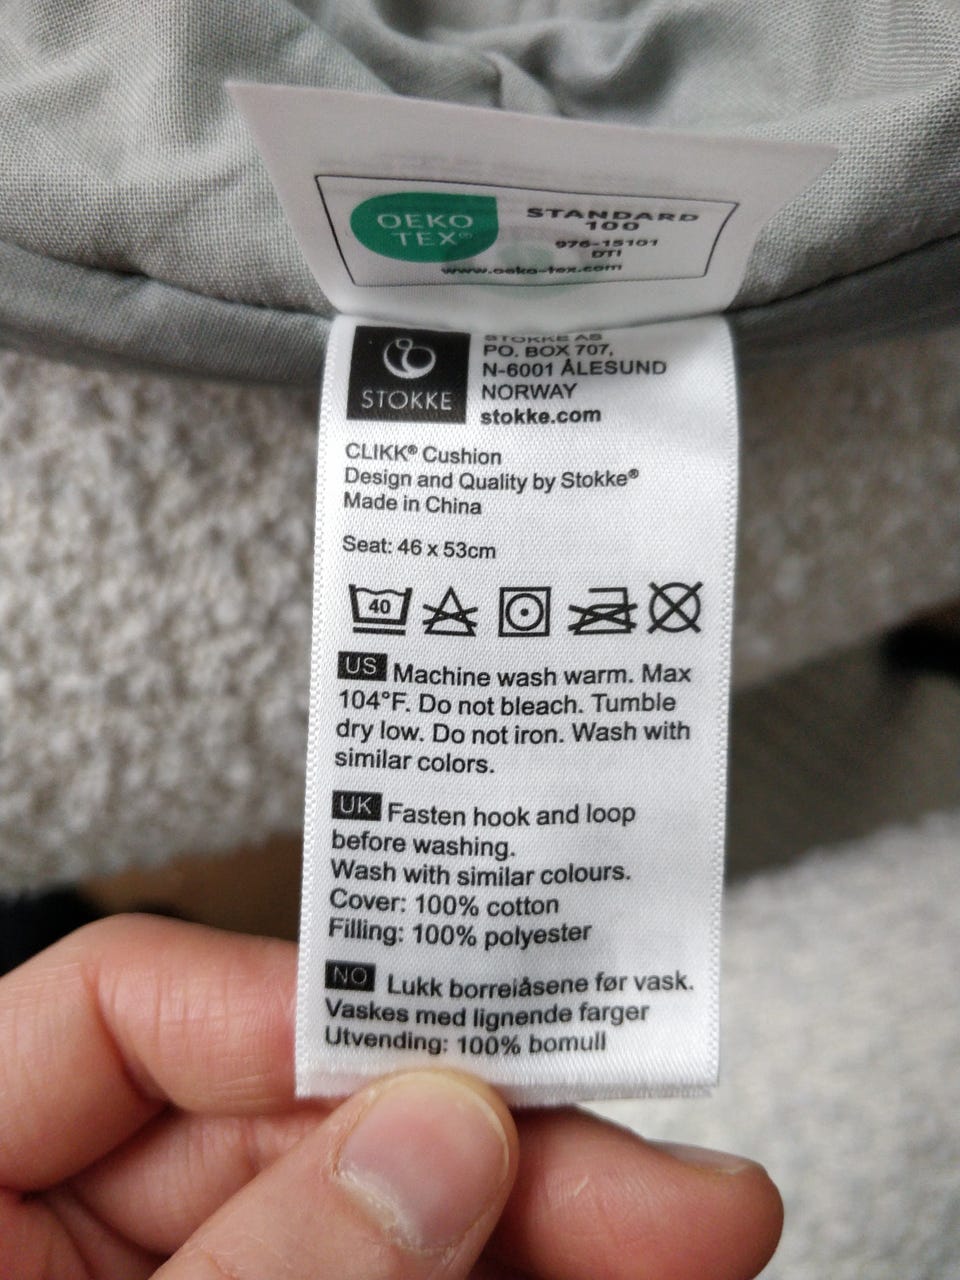 OEKO
TEX®
STANDARD
100
976-15101
DTI
www.oeko-tex.com
STOKKE
STOKKE AS
PO. BOX 707,
N-6001 ÅLESUND
NORWAY
stokke.com
CLIKK® Cushion
Design and Quality by Stokke®
Made in China
Seat: 46 x 53cm
40
US Machine wash warm. Max
104°F. Do not bleach. Tumble
dry low. Do not iron. Wash with
similar colors.
UK Fasten hook and loop
before washing.
Wash with similar colours.
Cover: 100% cotton
Filling: 100% polyester
NO Lukk borrelåsene før vask.
Vaskes med lignende farger
Utvending: 100% bomull